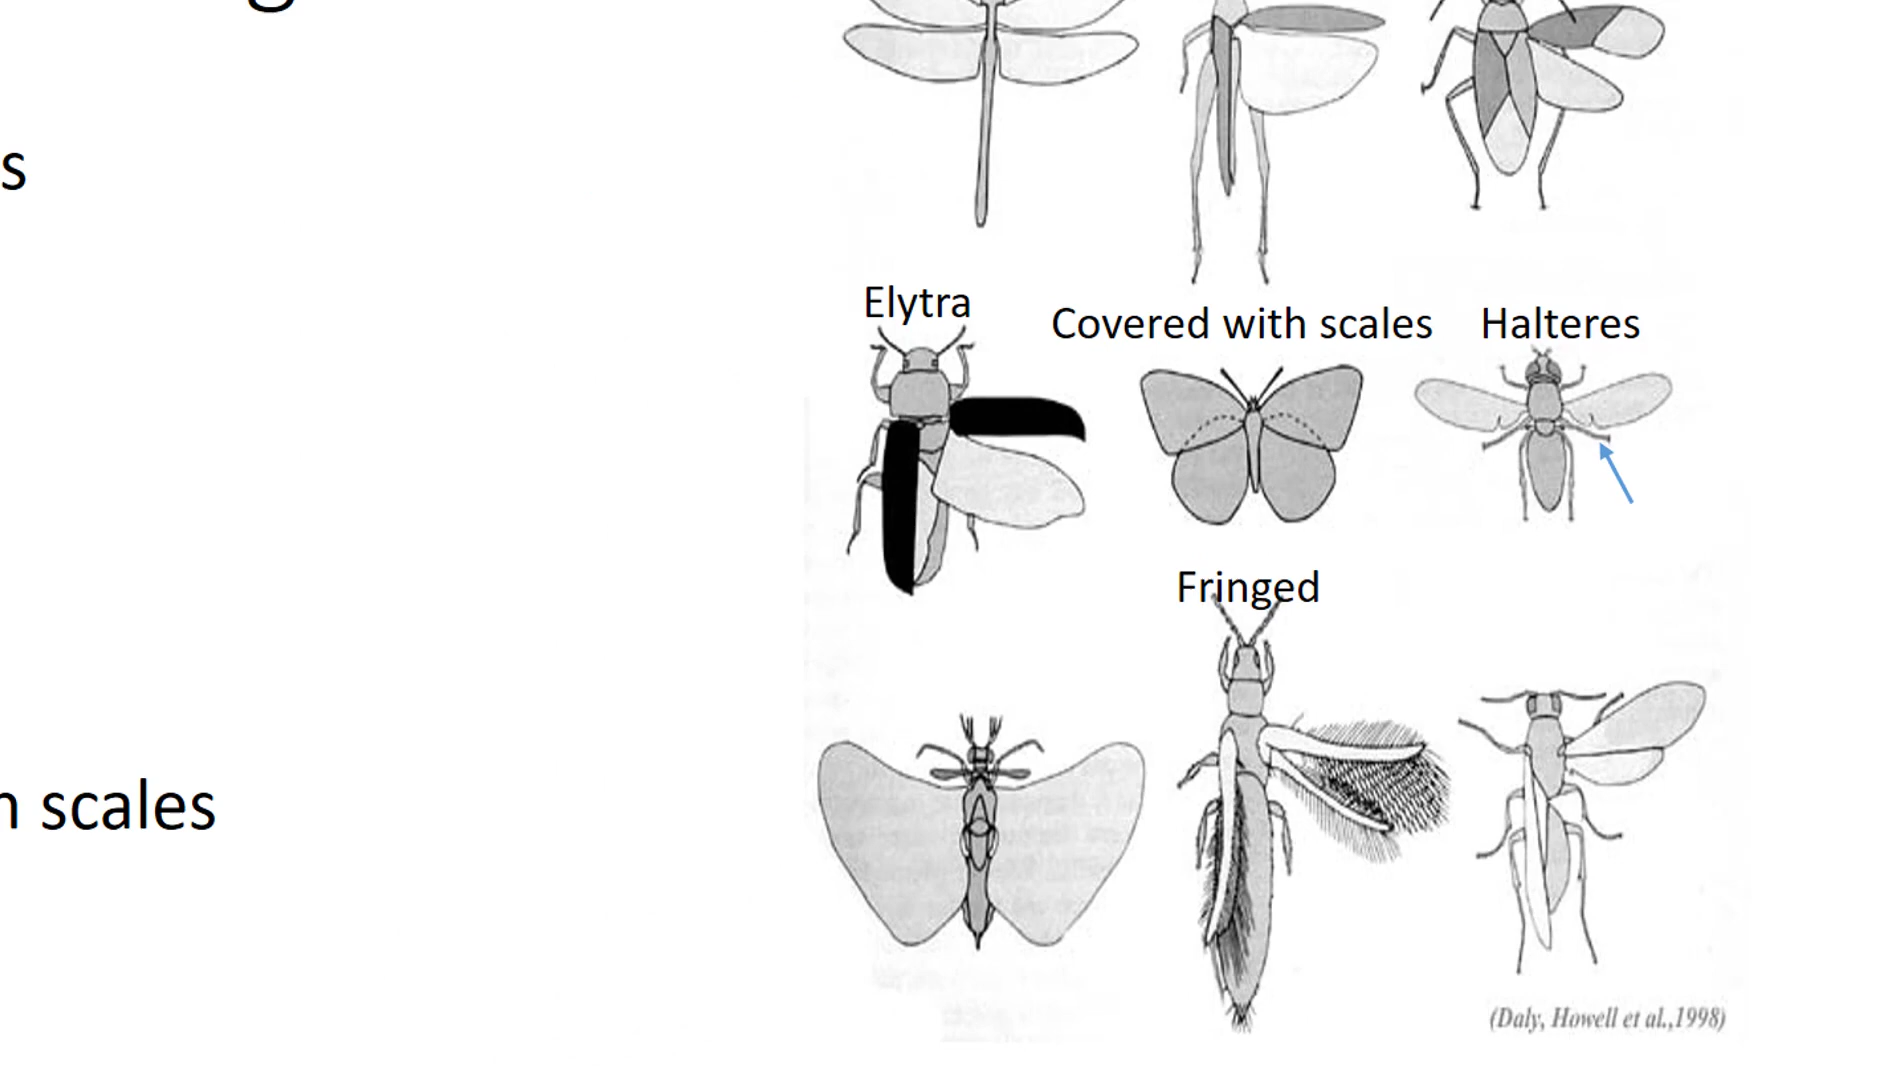 g
s
Elytra
Covered with scales
Halteres
Fringed
n scales
(Daly, Howell et al.,1998)